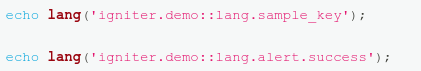 echo lang('igniter.demo::lang.sample_key');
echo lang('igniter.demo::lang.alert.success');